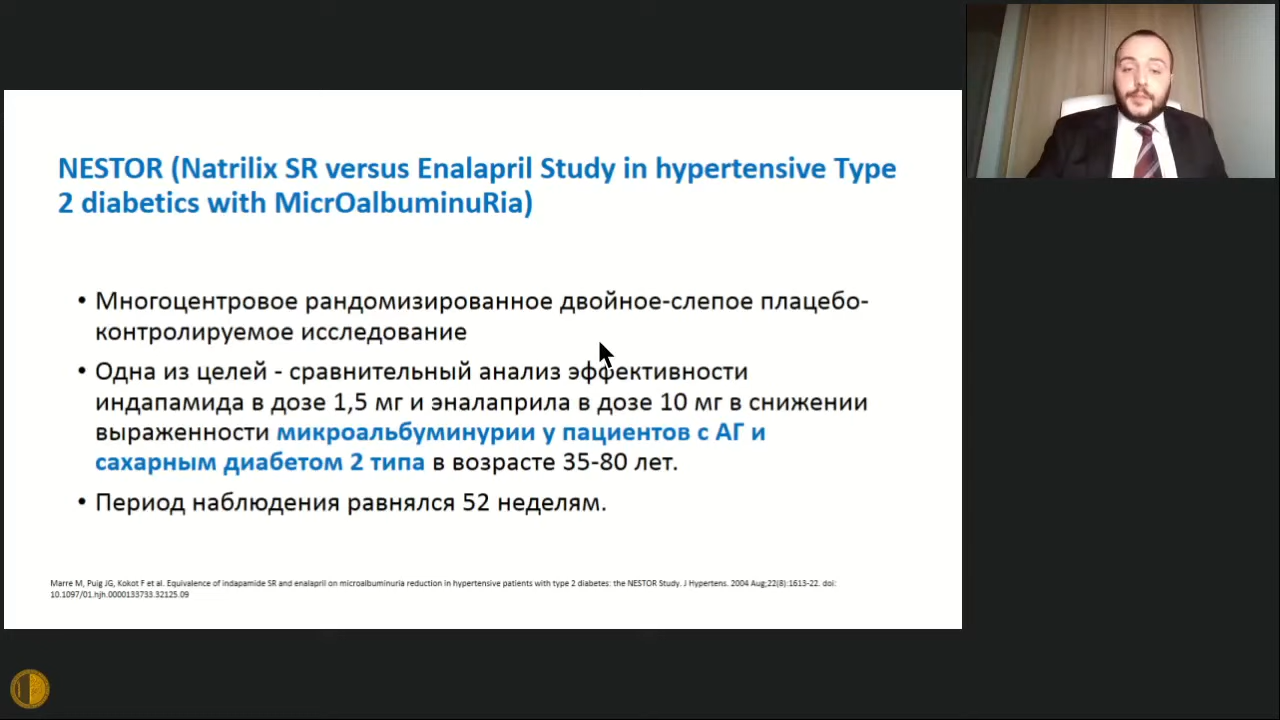 NESTOR (Natrilix SR versus Enalapril Study in hypertensive Type
2 diabetics with MicrOalbuminuRia)
• Многоцентровое рандомизированное двойное-слепое плацебо-
контролируемое исследование
• Одна из целей - сравнительный анализ эффективности
индапамида в дозе 1,5 мг и эналаприла в дозе 10 мг в снижении
выраженности микроальбуминурии у пациентов с АГ и
сахарным диабетом 2 типа в возрасте 35-80 лет.
• Период наблюдения равнялся 52 неделям.
Marre M, Puig JG, Kokot F et al. Equivalence of indapamide SR and enalapril on microalbuminuria reduction in hypertensive patients with type 2 diabetes: the NESTOR Study. J Hypertens. 2004 Aug;22(8):1613-22. doi:
10.1097/01.hjh.0000133733.32125.09